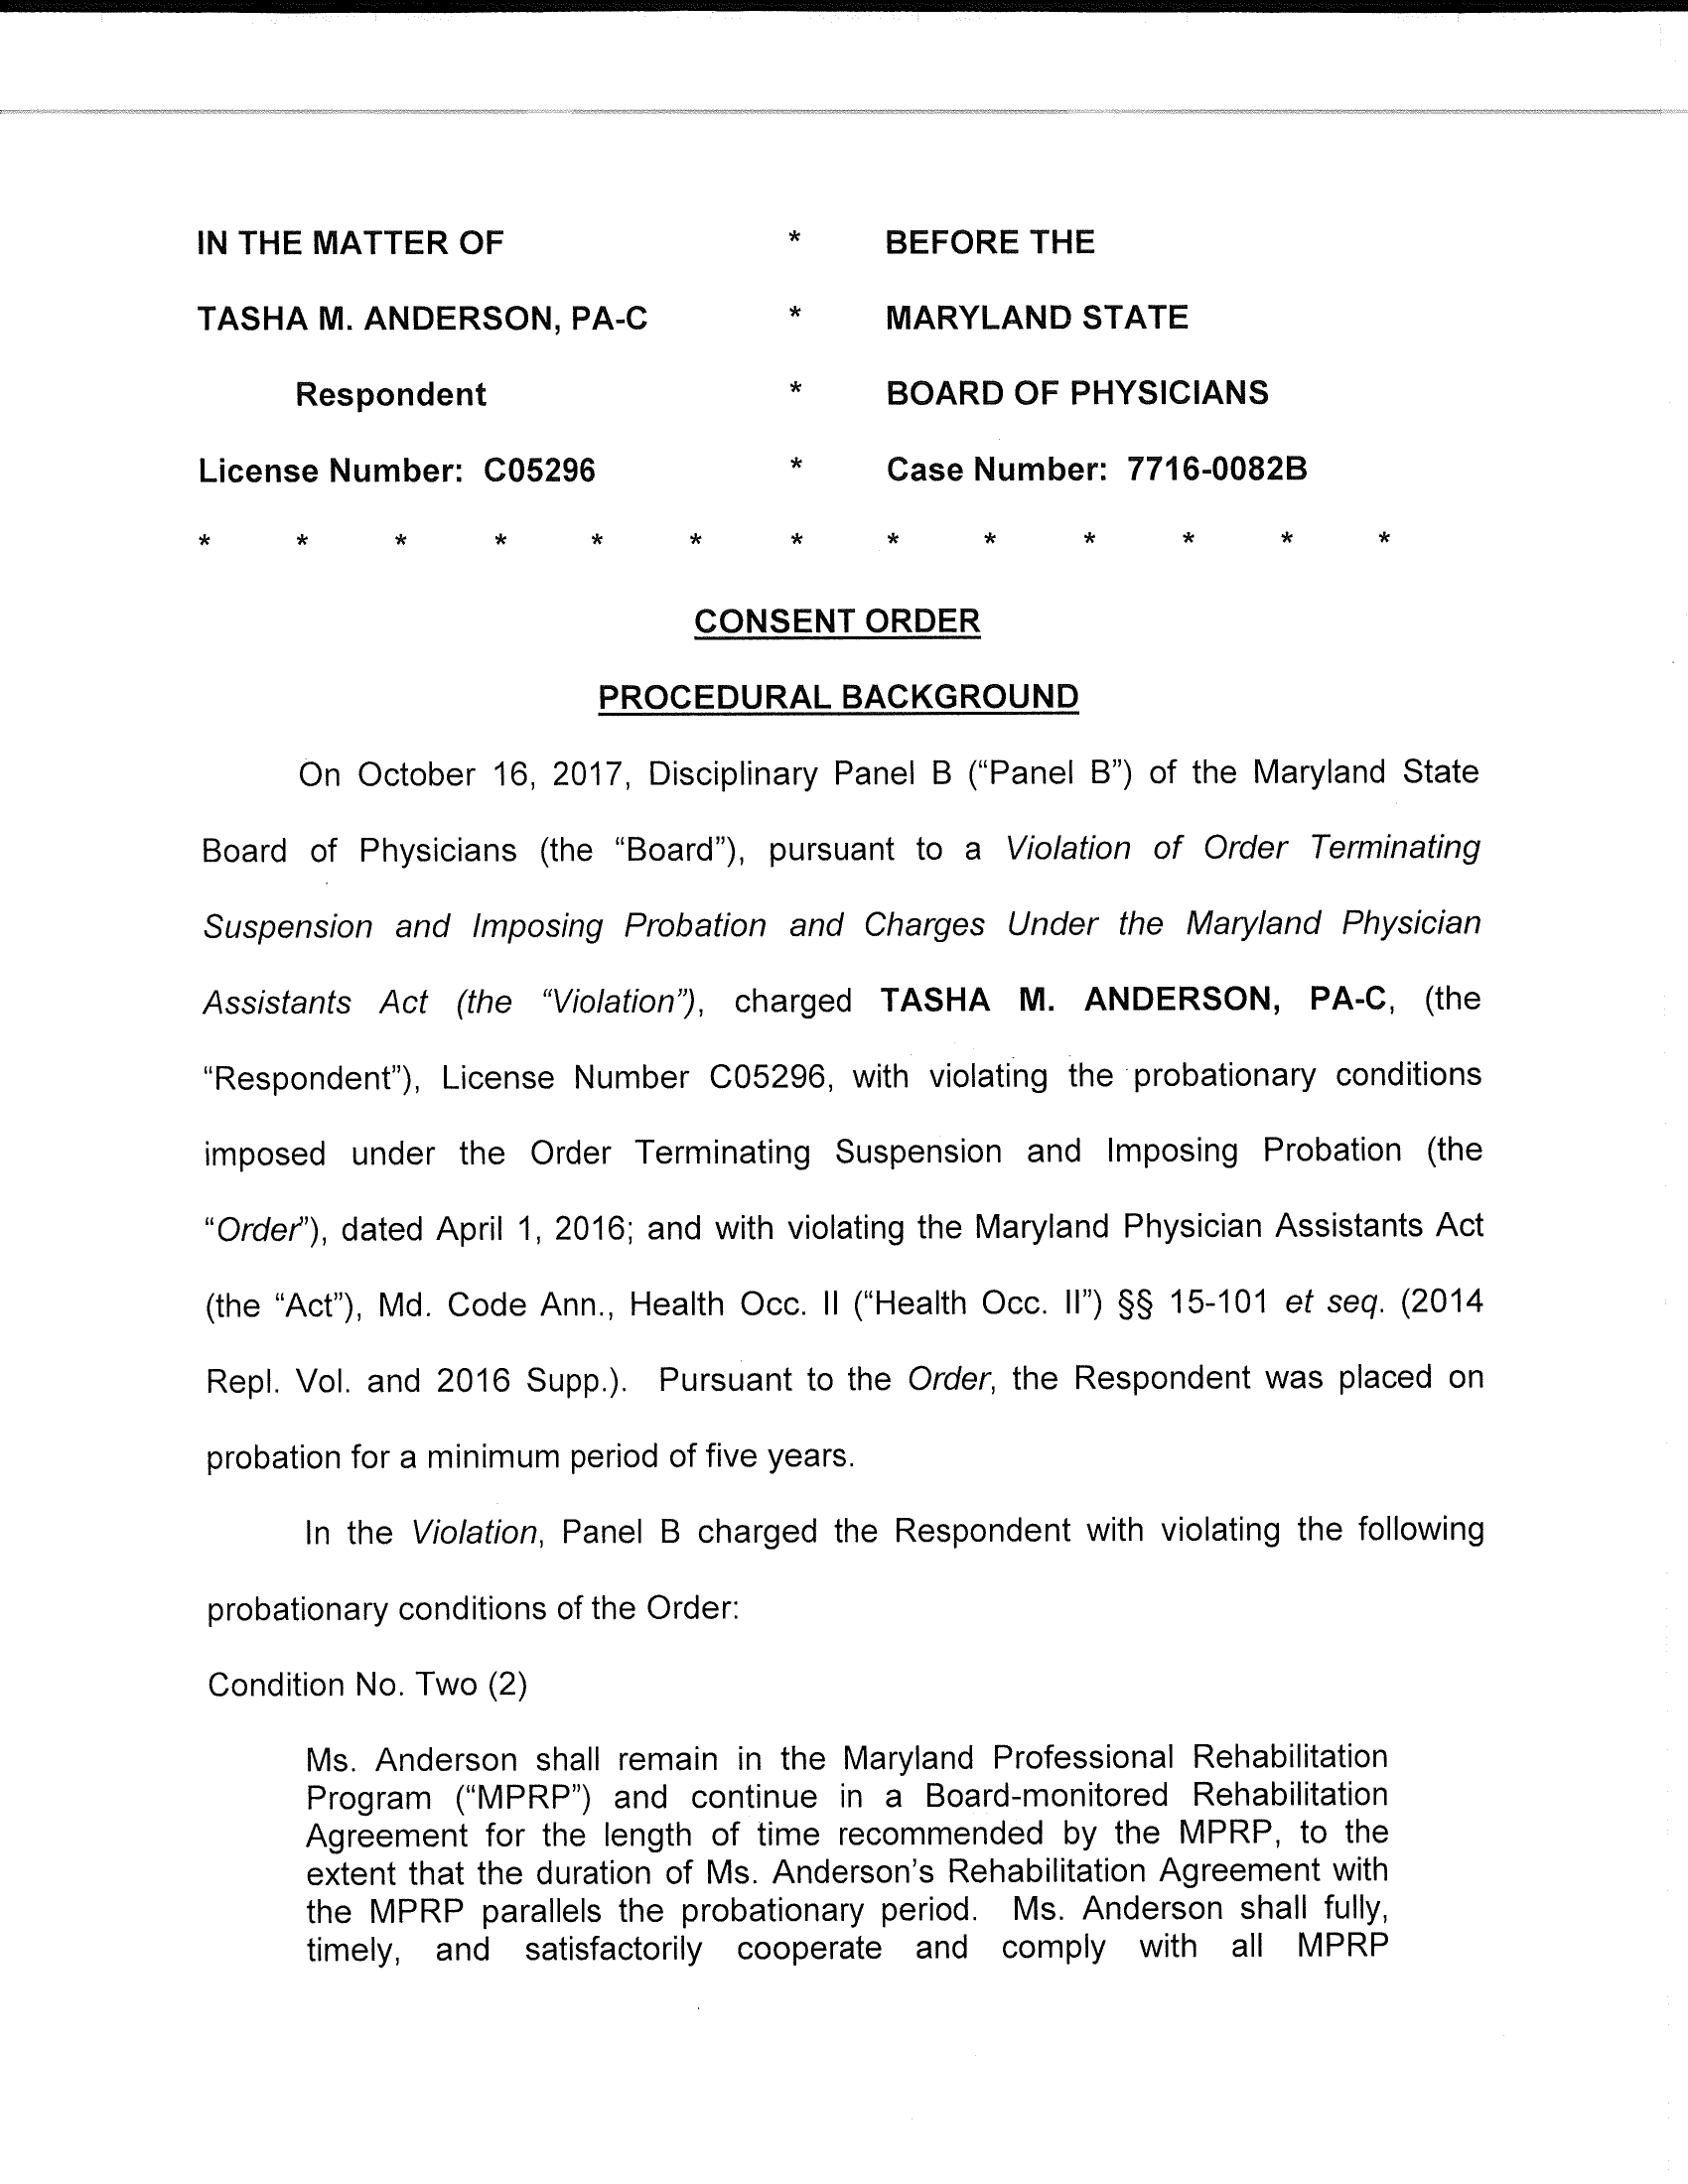 IN THE MATTER OF * BEFORE THE
TASHA M. ANDERSON, PA-C * MARYLAND STATE
Respondent * BOARD OF PHYSICIANS
License Number: C05296 * Case Number: 7716-0082B
* * * * * * * * * * * * *
CONSENT ORDER
PROCEDURAL BACKGROUND
On October 16, 2017, Disciplinary Panel B (“Panel B”) of the Maryland State
Board of Physicians (the “Board”), pursuant to a Violation of Order Terminating
Suspension and Imposing Probation and Charges Under the Maryland Physician
Assistants Act (the “Violation”), charged TASHA M. ANDERSON, PA-C, (the
“Respondent”), License Number C05296, with violating the probationary conditions
imposed under the Order Terminating Suspension and Imposing Probation (the
“Order”), dated April 1, 2016; and with violating the Maryland Physician Assistants Act
(the “Act”), Md. Code Ann., Health Occ. II (“Health Occ. II”) §§ 15-101 et seq. (2014
Repl. Vol. and 2016 Supp.). Pursuant to the Order, the Respondent was placed on
probation for a minimum period of five years.
In the Violation, Panel B charged the Respondent with violating the following
probationary conditions of the Order:
Condition No. Two (2)
Ms. Anderson shall remain in the Maryland Professional Rehabilitation
Program (“MPRP”) and continue in a Board-monitored Rehabilitation
Agreement for the length of time recommended by the MPRP, to the
extent that the duration of Ms. Anderson’s Rehabilitation Agreement with
the MPRP parallels the probationary period. Ms. Anderson shall fully,
timely, and satisfactorily cooperate and comply with all MPRP